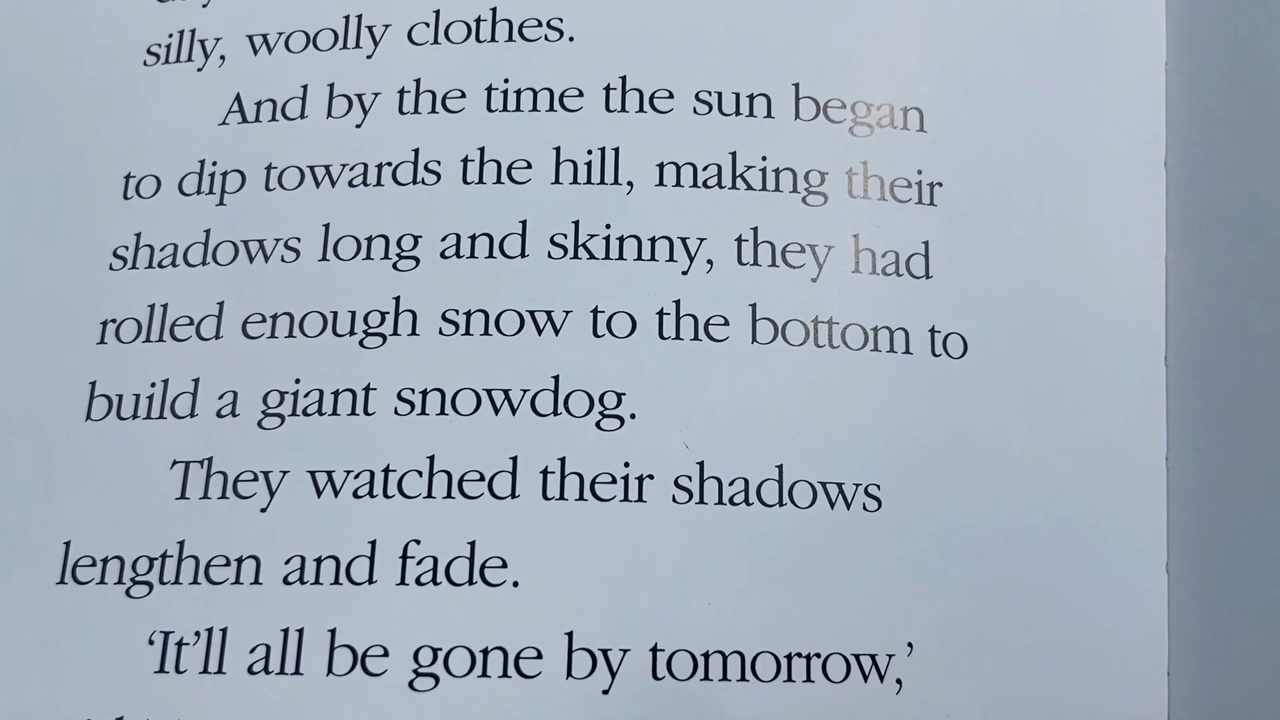 silly, woolly clothes.
And by the time the sun began
to dip towards the hill, making their
shadows long and skinny, they had
rolled enough snow to the bottom to
build a giant snowdog.
They watched their shadows
lengthen and fade.
‘It’ll all be gone by tomorrow,’